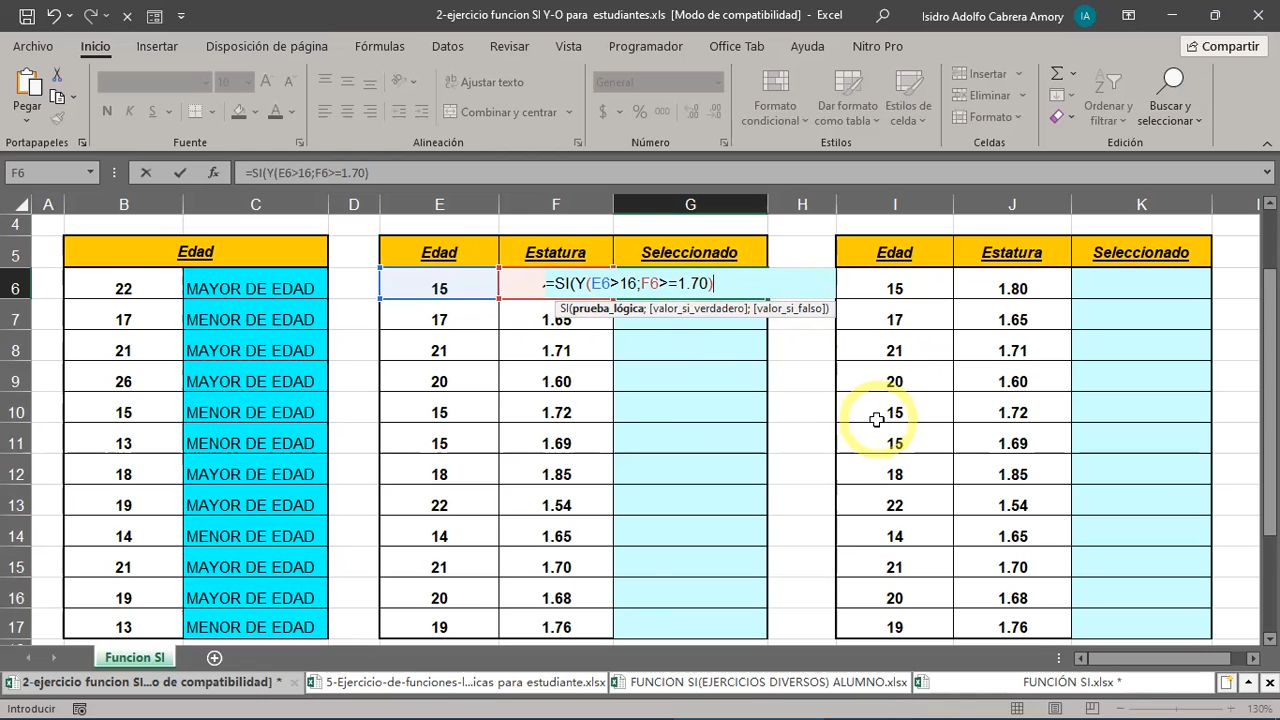 2-ejercicio funcion SI Y-O para estudiantes.xls [Modo de compatibilidad] - Excel
Isidro Adolfo Cabrera Amory
IA
Archivo Inicio Insertar Disposición de página Fórmulas Datos Revisar Vista Programador Office Tab Ayuda Nitro Pro
Compartir
Pegar
N K S
10 A A
Ajustar texto
Combinar y centrar
General
$ % 000
Formato condicional
Dar formato como tabla
Estilos de celda
Insertar
Eliminar
Formato
Ordenar y filtrar
Buscar y seleccionar
Portapapeles Fuente Alineación Número Estilos Celdas Edición
F6 fx =SI(Y(E6>16;F6>=1.70)
A B C D E F G H I J K
4
5 Edad Edad Estatura Seleccionado Edad Seleccionado Estatura
6 22 MAYOR DE EDAD 15 =SI(Y(E6>16;F6>=1.70) 15 1.80
SI(prueba_lógica; [valor_si_verdadero]; [valor_si_falso])
7 17 MENOR DE EDAD 17 1.65 17 1.65
8 21 MAYOR DE EDAD 21 1.71 21 1.71
9 26 MAYOR DE EDAD 20 1.60 20 1.60
10 15 MENOR DE EDAD 15 1.72 15 1.72
11 13 MENOR DE EDAD 15 1.69 15 1.69
12 18 MAYOR DE EDAD 18 1.85 18 1.85
13 19 MAYOR DE EDAD 22 1.54 22 1.54
14 14 MENOR DE EDAD 14 1.65 14 1.65
15 21 MAYOR DE EDAD 21 1.70 21 1.70
16 19 MAYOR DE EDAD 20 1.68 20 1.68
17 13 MENOR DE EDAD 19 1.76 19 1.76
Funcion SI
2-ejercicio funcion SI...o de compatibilidad] *
5-Ejercicio-de-funciones-l...icas para estudiante.xlsx
FUNCION SI(EJERCICIOS DIVERSOS) ALUMNO.xlsx
FUNCIÓN SI.xlsx *
Introducir
130%